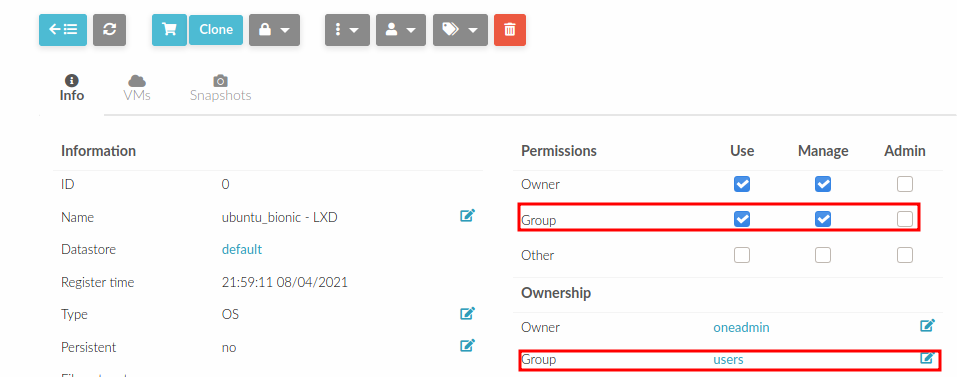 Clone
Info
VMs
Snapshots
Information
ID 0
Name ubuntu_bionic - LXD
Datastore default
Register time 21:59:11 08/04/2021
Type OS
Persistent no
Permissions Use Manage Admin
Owner
Group
Other
Ownership
Owner oneadmin
Group users